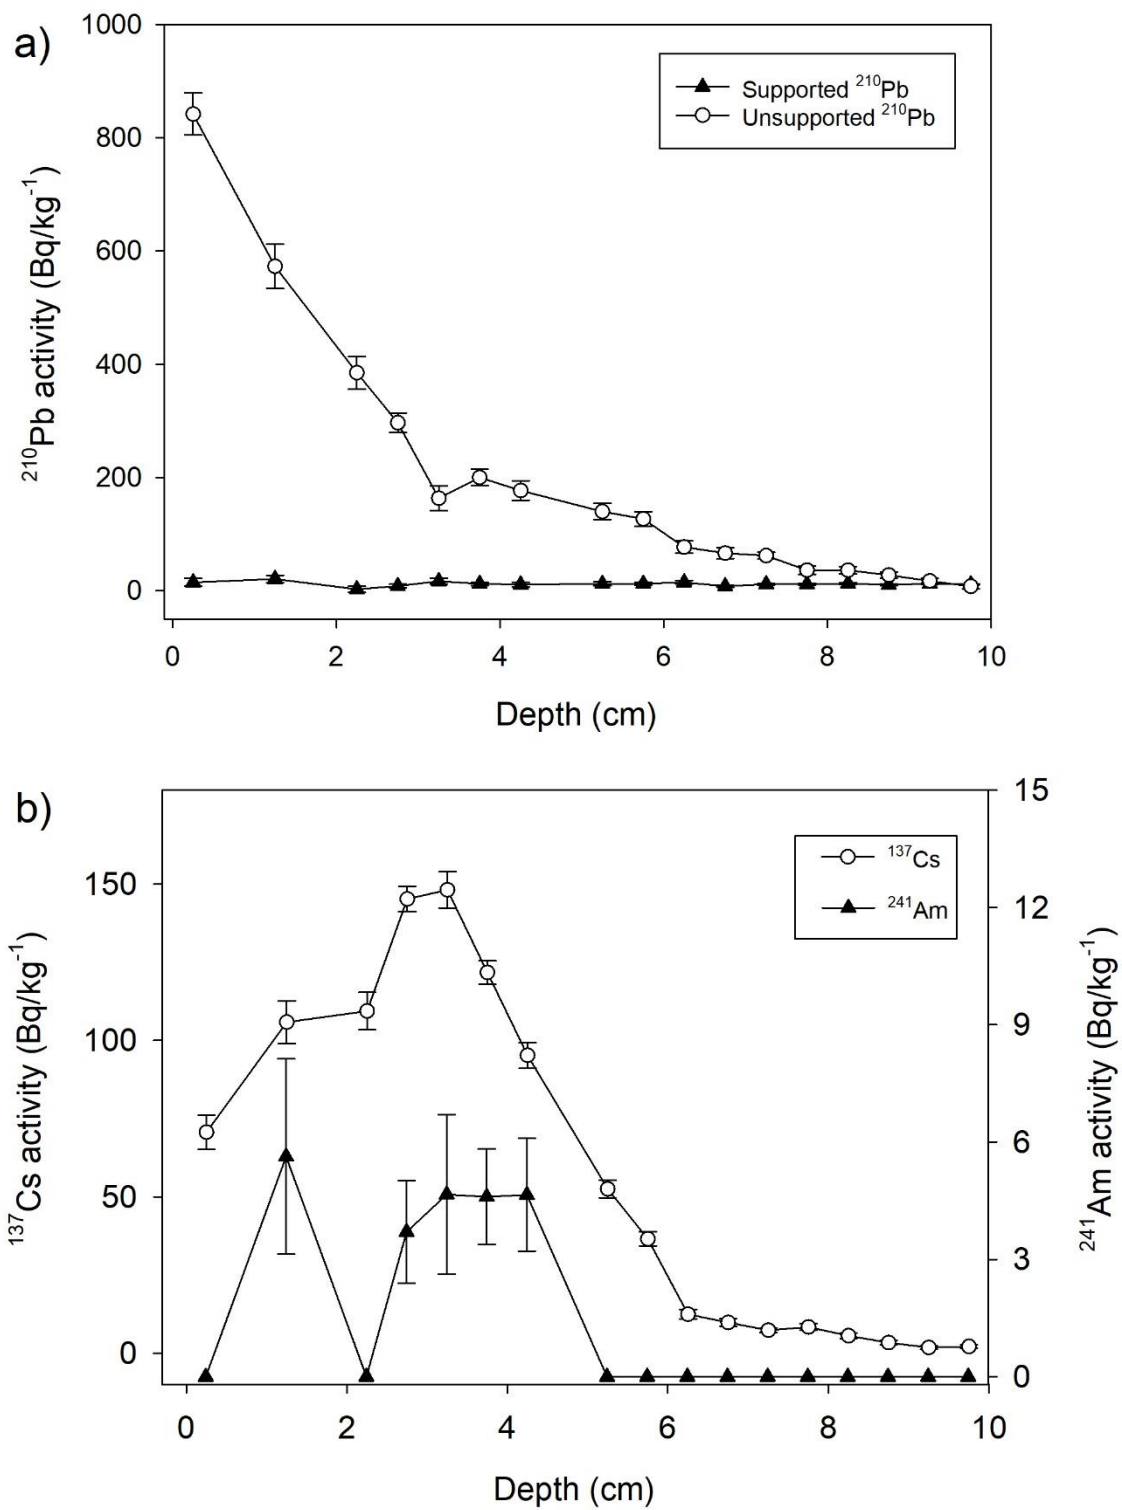 a)
1000
800
600
400
200
0
²¹⁰Pb activity (Bq/kg⁻¹)
Supported ²¹⁰Pb
Unsupported ²¹⁰Pb
0 2 4 6 8 10
Depth (cm)
b)
150
100
50
0
¹³⁷Cs activity (Bq/kg⁻¹)
¹³⁷Cs
²⁴¹Am
15
12
9
6
3
0
²⁴¹Am activity (Bq/kg⁻¹)
0 2 4 6 8 10
Depth (cm)